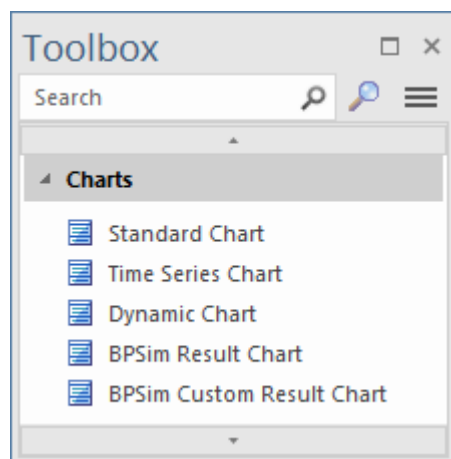 Toolbox
Search
Charts
Standard Chart
Time Series Chart
Dynamic Chart
BPSim Result Chart
BPSim Custom Result Chart